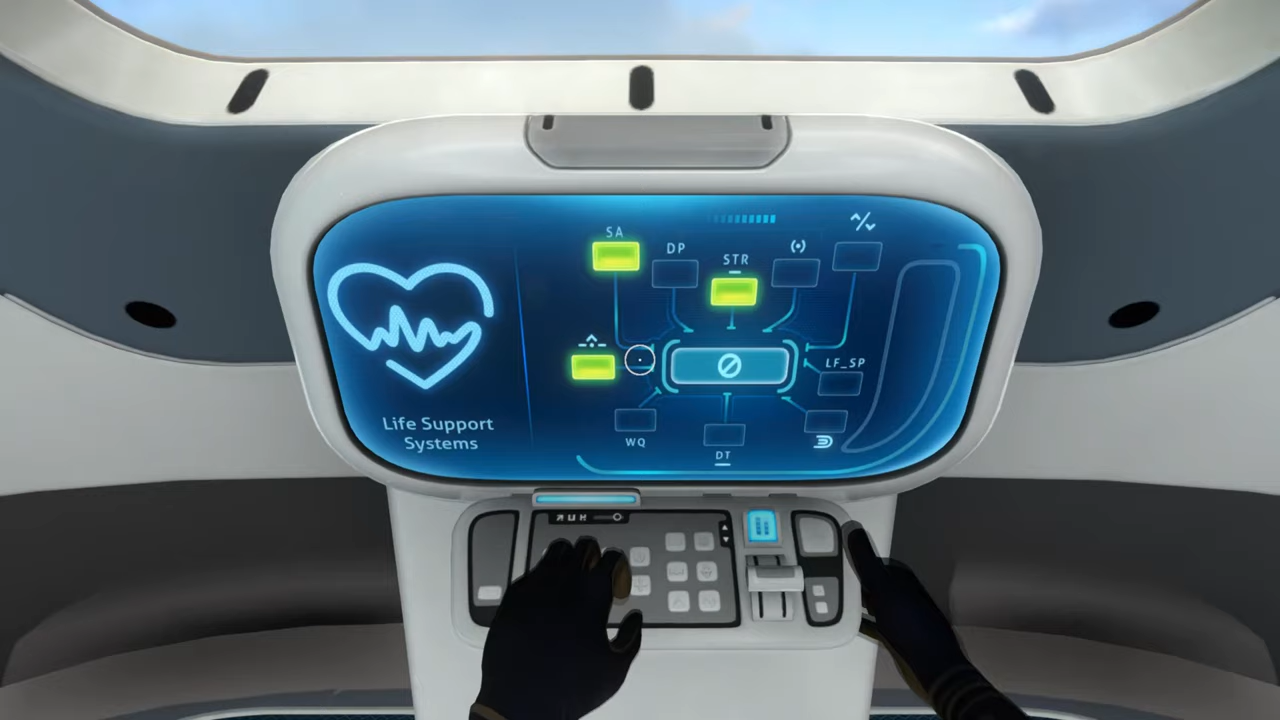 SA
DP
STR
LF_SP
WQ
DT
Life Support
Systems